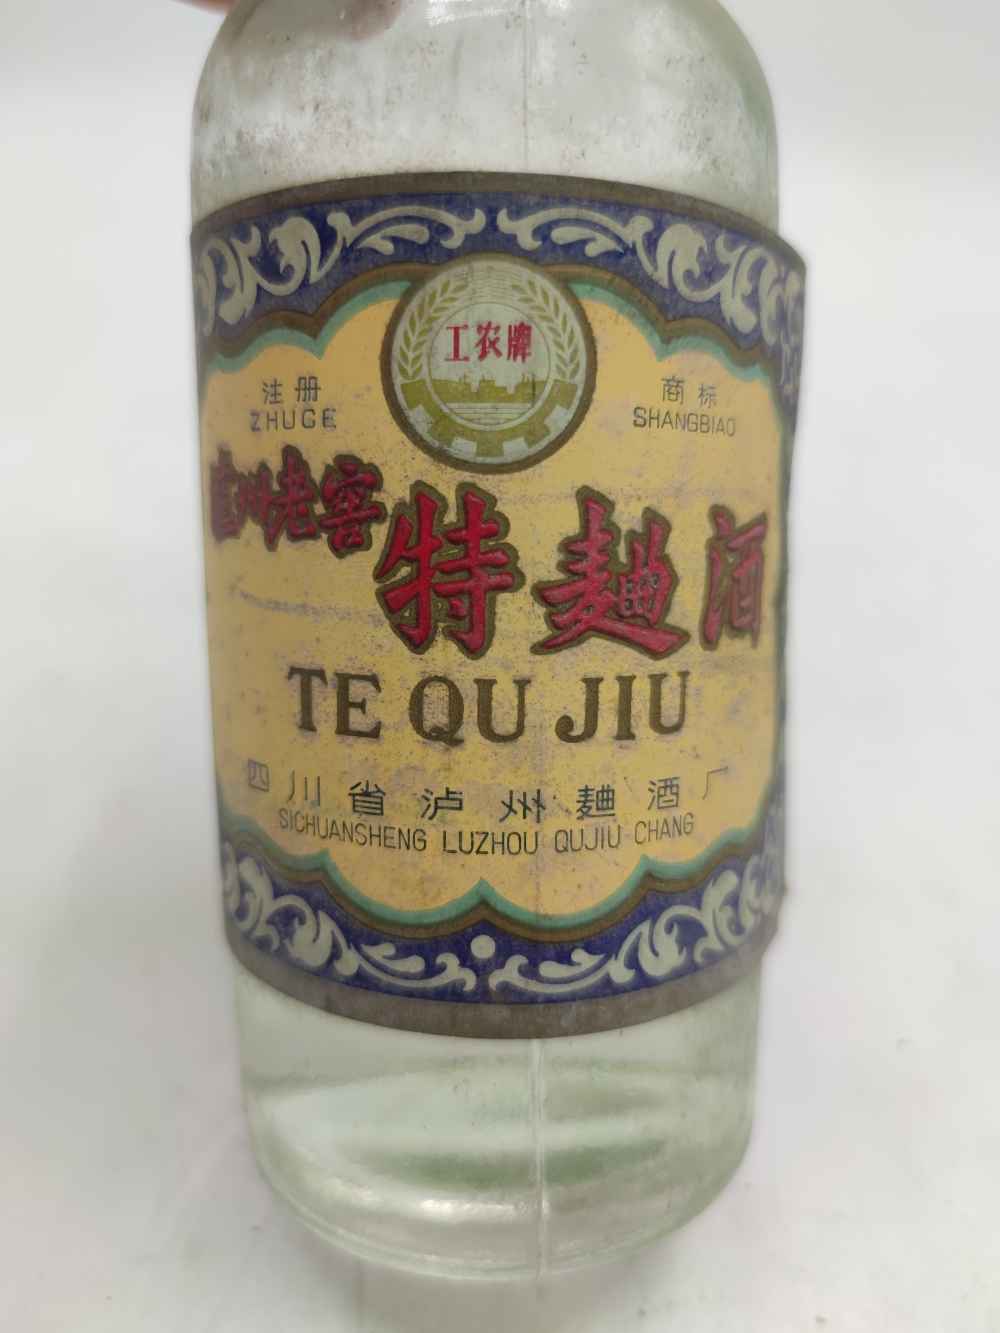 工农牌
注册
ZHUCE
商标
SHANGBIAO
瀘州老窖
特麯酒
TE QU JIU
四川省泸州麯酒厂
SICHUANSHENG LUZHOU QUJIU CHANG